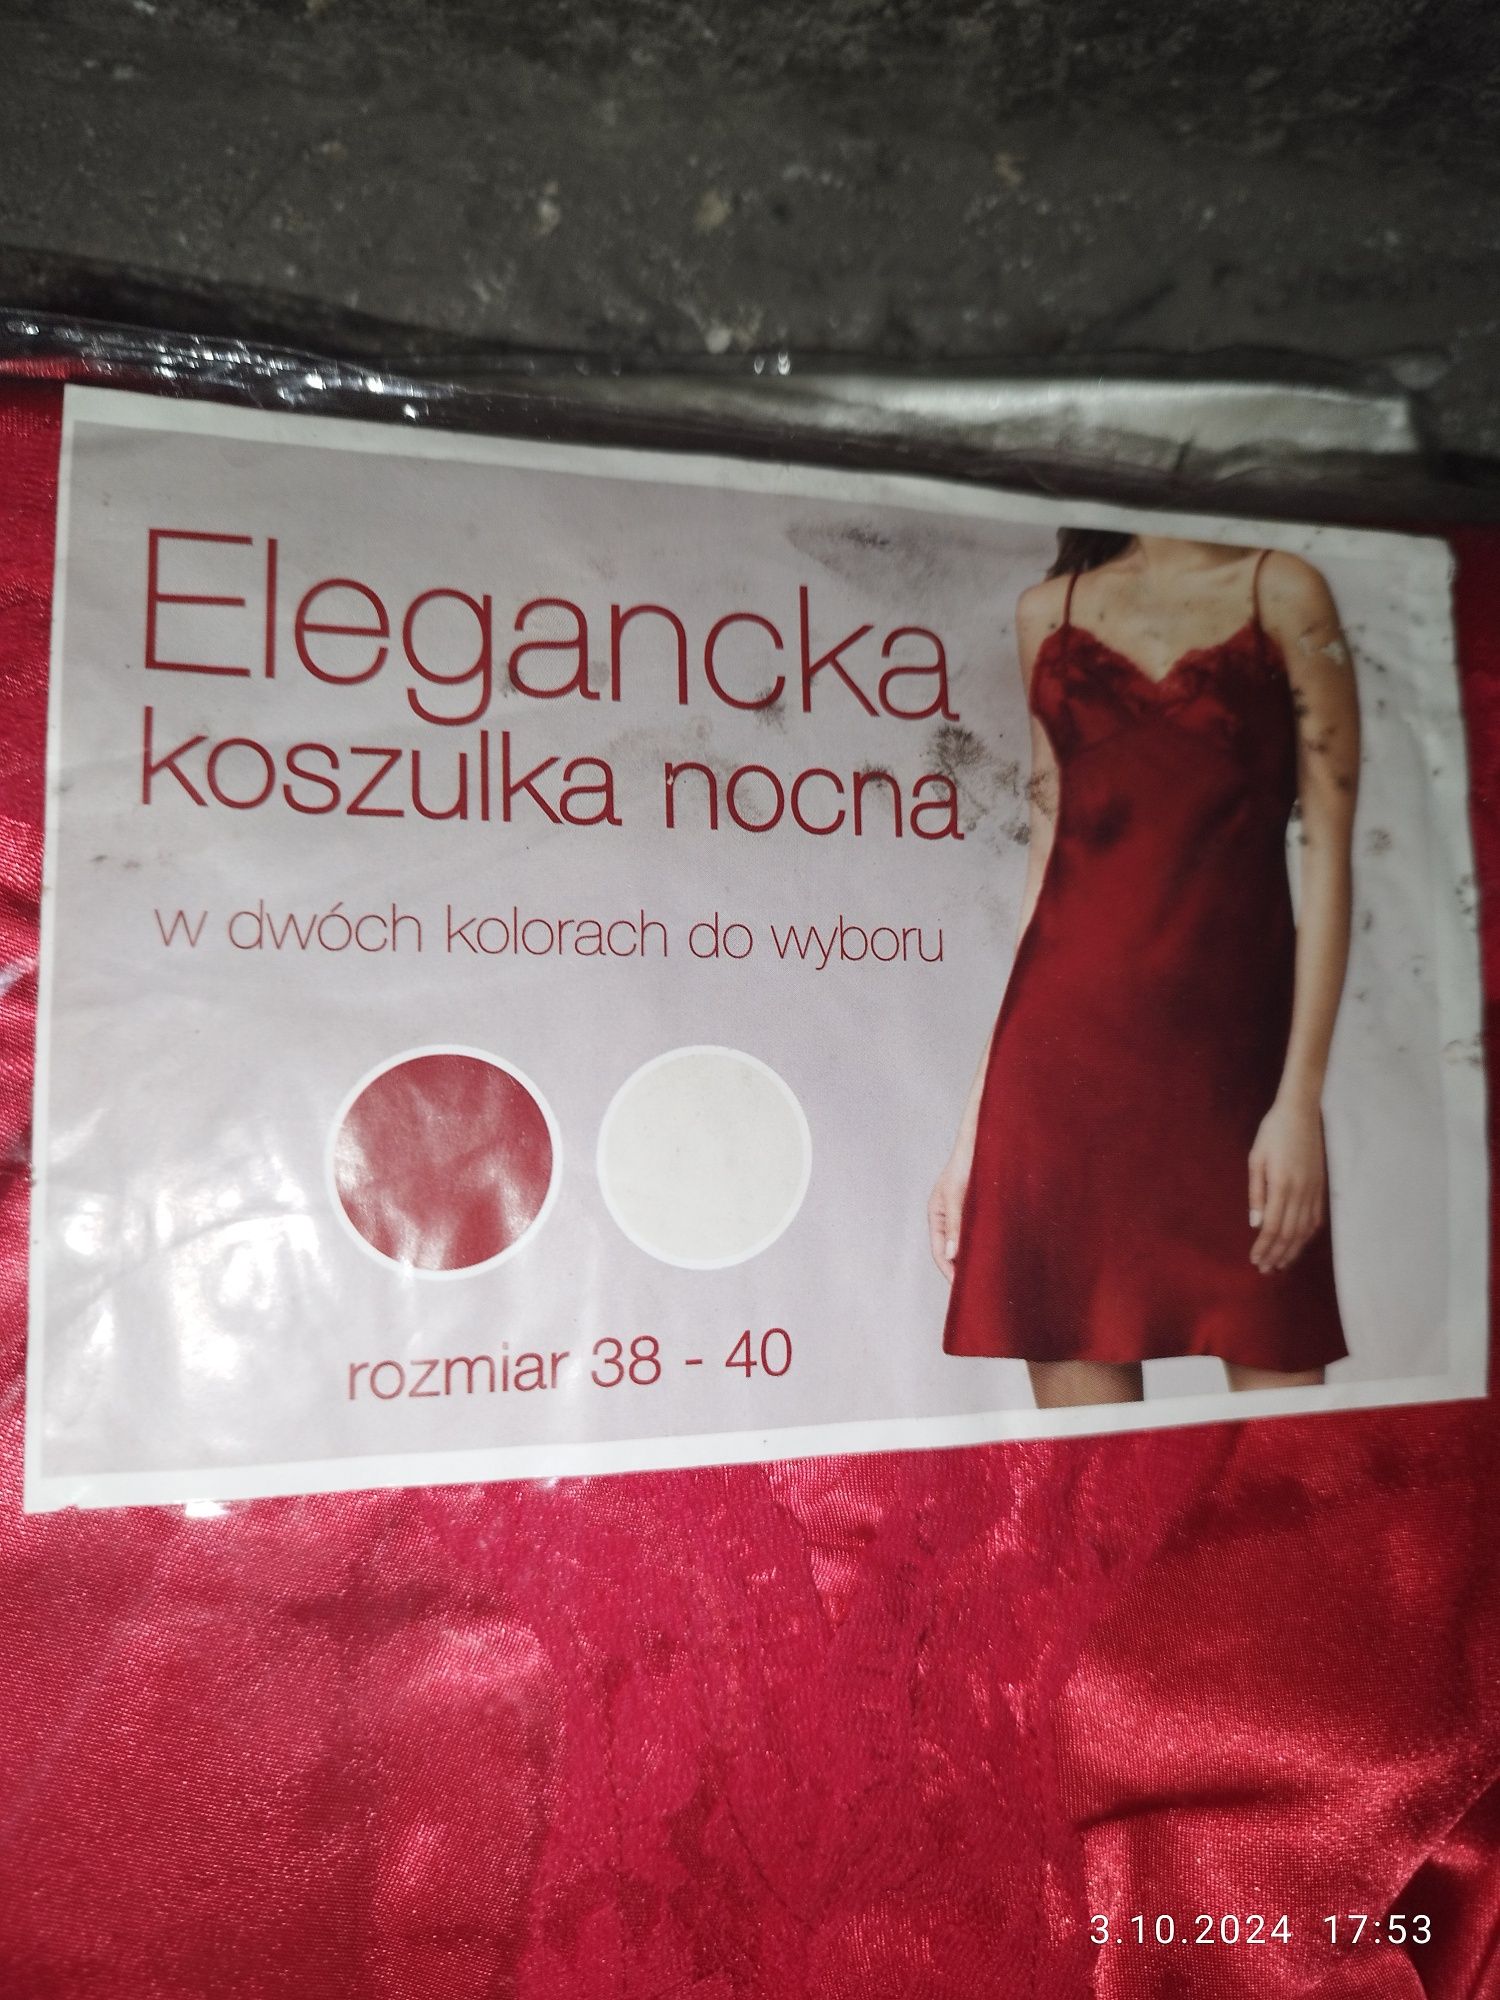 Elegancka
koszulka nocna
w dwóch kolorach do wyboru
rozmiar 38 - 40
3.10.2024 17:53